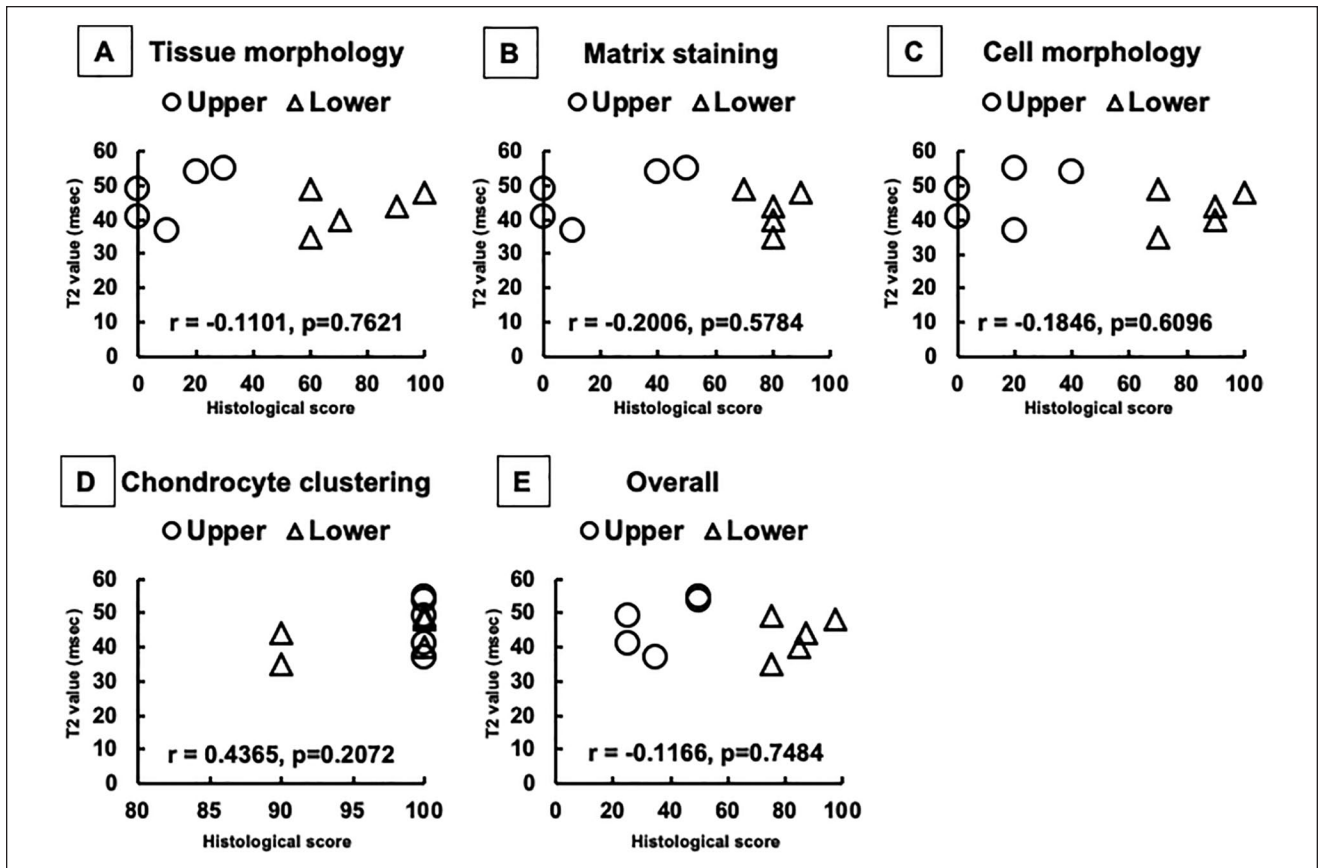 A Tissue morphology
○ Upper △ Lower
T2 value (msec)
60
50
40
30
20
10
0
r = -0.1101, p=0.7621
0 20 40 60 80 100
Histological score
B Matrix staining
○ Upper △ Lower
T2 value (msec)
60
50
40
30
20
10
0
r = -0.2006, p=0.5784
0 20 40 60 80 100
Histological score
C Cell morphology
○ Upper △ Lower
T2 value (msec)
60
50
40
30
20
10
0
r = -0.1846, p=0.6096
0 20 40 60 80 100
Histological score
D Chondrocyte clustering
○ Upper △ Lower
T2 value (msec)
60
50
40
30
20
10
0
r = 0.4365, p=0.2072
80 85 90 95 100
Histological score
E Overall
○ Upper △ Lower
T2 value (msec)
60
50
40
30
20
10
0
r = -0.1166, p=0.7484
0 20 40 60 80 100
Histological score